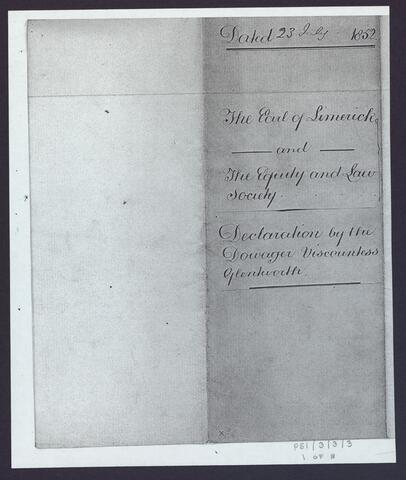 Dated 23 July 1852
The Earl of Limerick
and
The Equity and Law
Society.
Declaration by the
Dowager Viscountess
Glentworth.
P51/3/3/3
1 OF 11